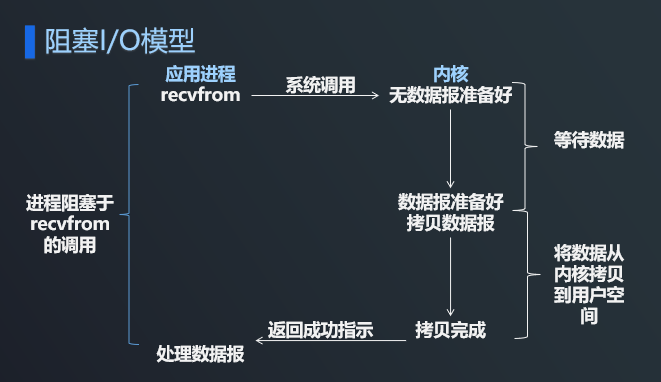 阻塞I/O模型
应用进程
recvfrom
系统调用
内核
无数据报准备好
等待数据
进程阻塞于
recvfrom
的调用
数据报准备好
拷贝数据报
将数据从
内核拷贝
到用户空
间
返回成功指示
拷贝完成
处理数据报